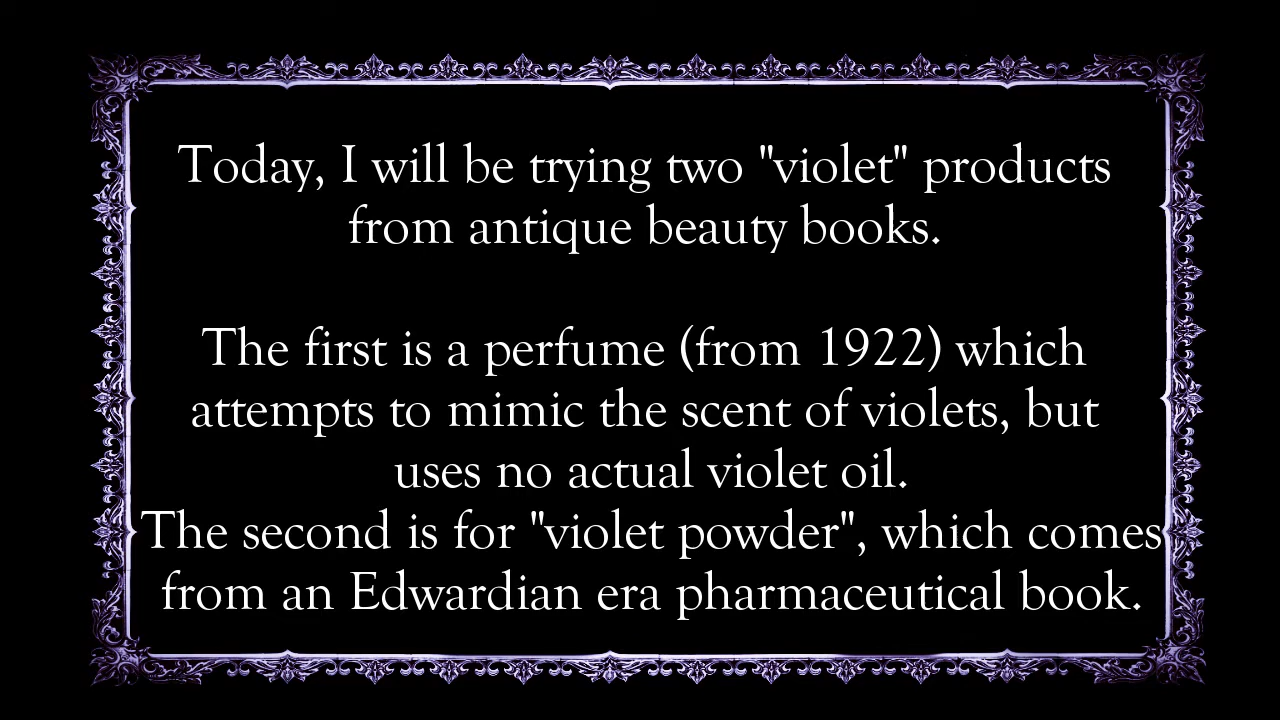 Today, I will be trying two "violet" products
from antique beauty books.
The first is a perfume (from 1922) which
attempts to mimic the scent of violets, but
uses no actual violet oil.
The second is for "violet powder", which comes
from an Edwardian era pharmaceutical book.